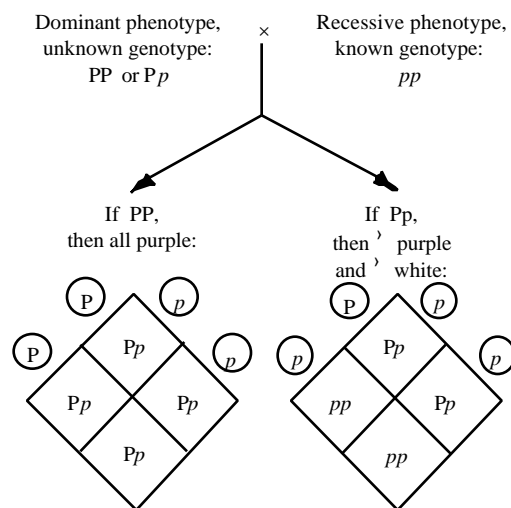 Dominant phenotype,
unknown genotype:
PP or Pp
×
Recessive phenotype,
known genotype:
pp
If PP,
then all purple:
P
p
P
p
Pp
Pp
Pp
Pp
If Pp,
then ’ purple
and ’ white:
P
p
p
p
Pp
pp
Pp
pp